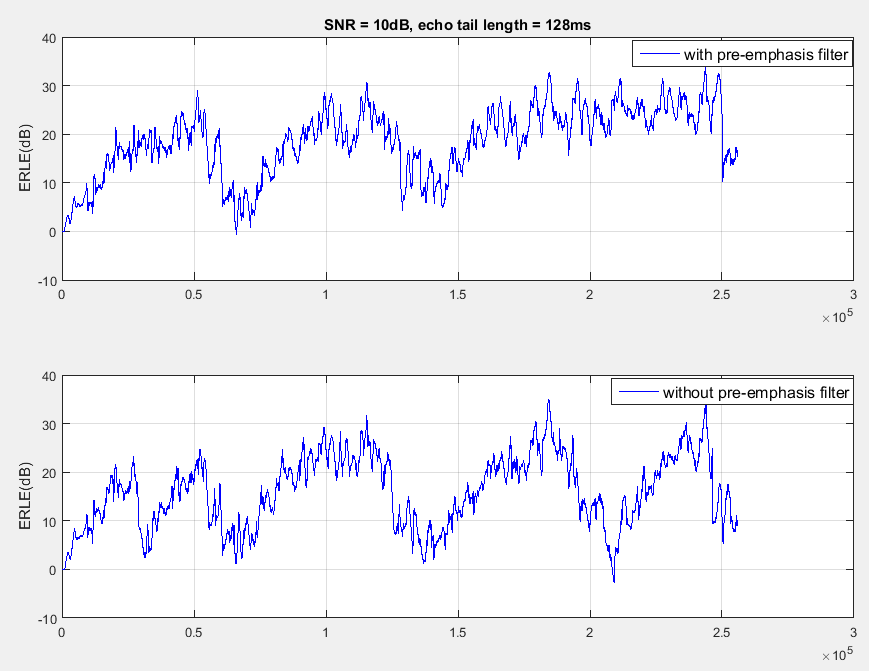 SNR = 10dB, echo tail length = 128ms
with pre-emphasis filter
ERLE(dB)
40
30
20
10
0
-10
0 0.5 1 1.5 2 2.5 3
×10^5
without pre-emphasis filter
ERLE(dB)
40
30
20
10
0
-10
0 0.5 1 1.5 2 2.5 3
×10^5